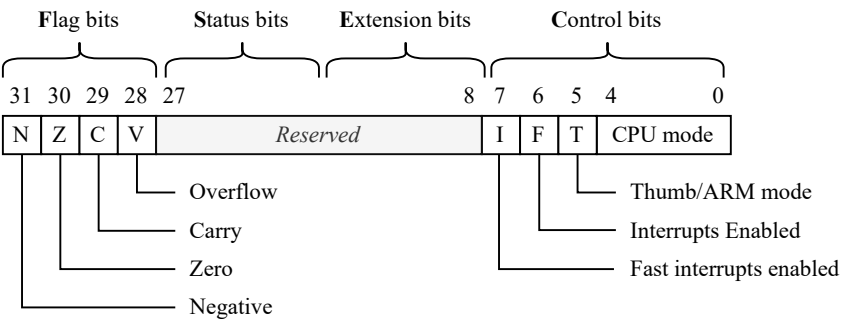 Flag bits Status bits Extension bits Control bits
31 30 29 28 27 8 7 6 5 4 0
N Z C V Reserved I F T CPU mode
Overflow Thumb/ARM mode
Carry Interrupts Enabled
Zero Fast interrupts enabled
Negative